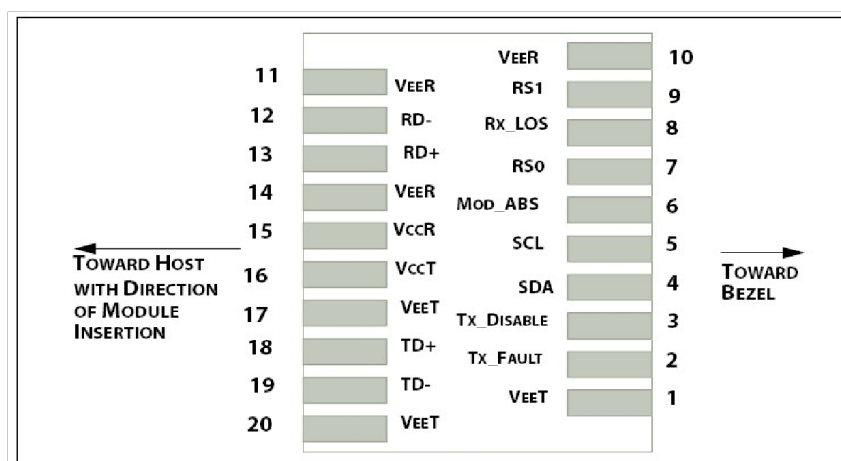 11
VEER
12
RD-
13
RD+
14
VEER
15
VCCR
16
VCCT
17
VEET
18
TD+
19
TD-
20
VEET
VEER
10
RS1
9
RX_LOS
8
RS0
7
MOD_ABS
6
SCL
5
SDA
4
TX_DISABLE
3
TX_FAULT
2
VEET
1
TOWARD HOST
WITH DIRECTION
OF MODULE
INSERTION
TOWARD
BEZEL